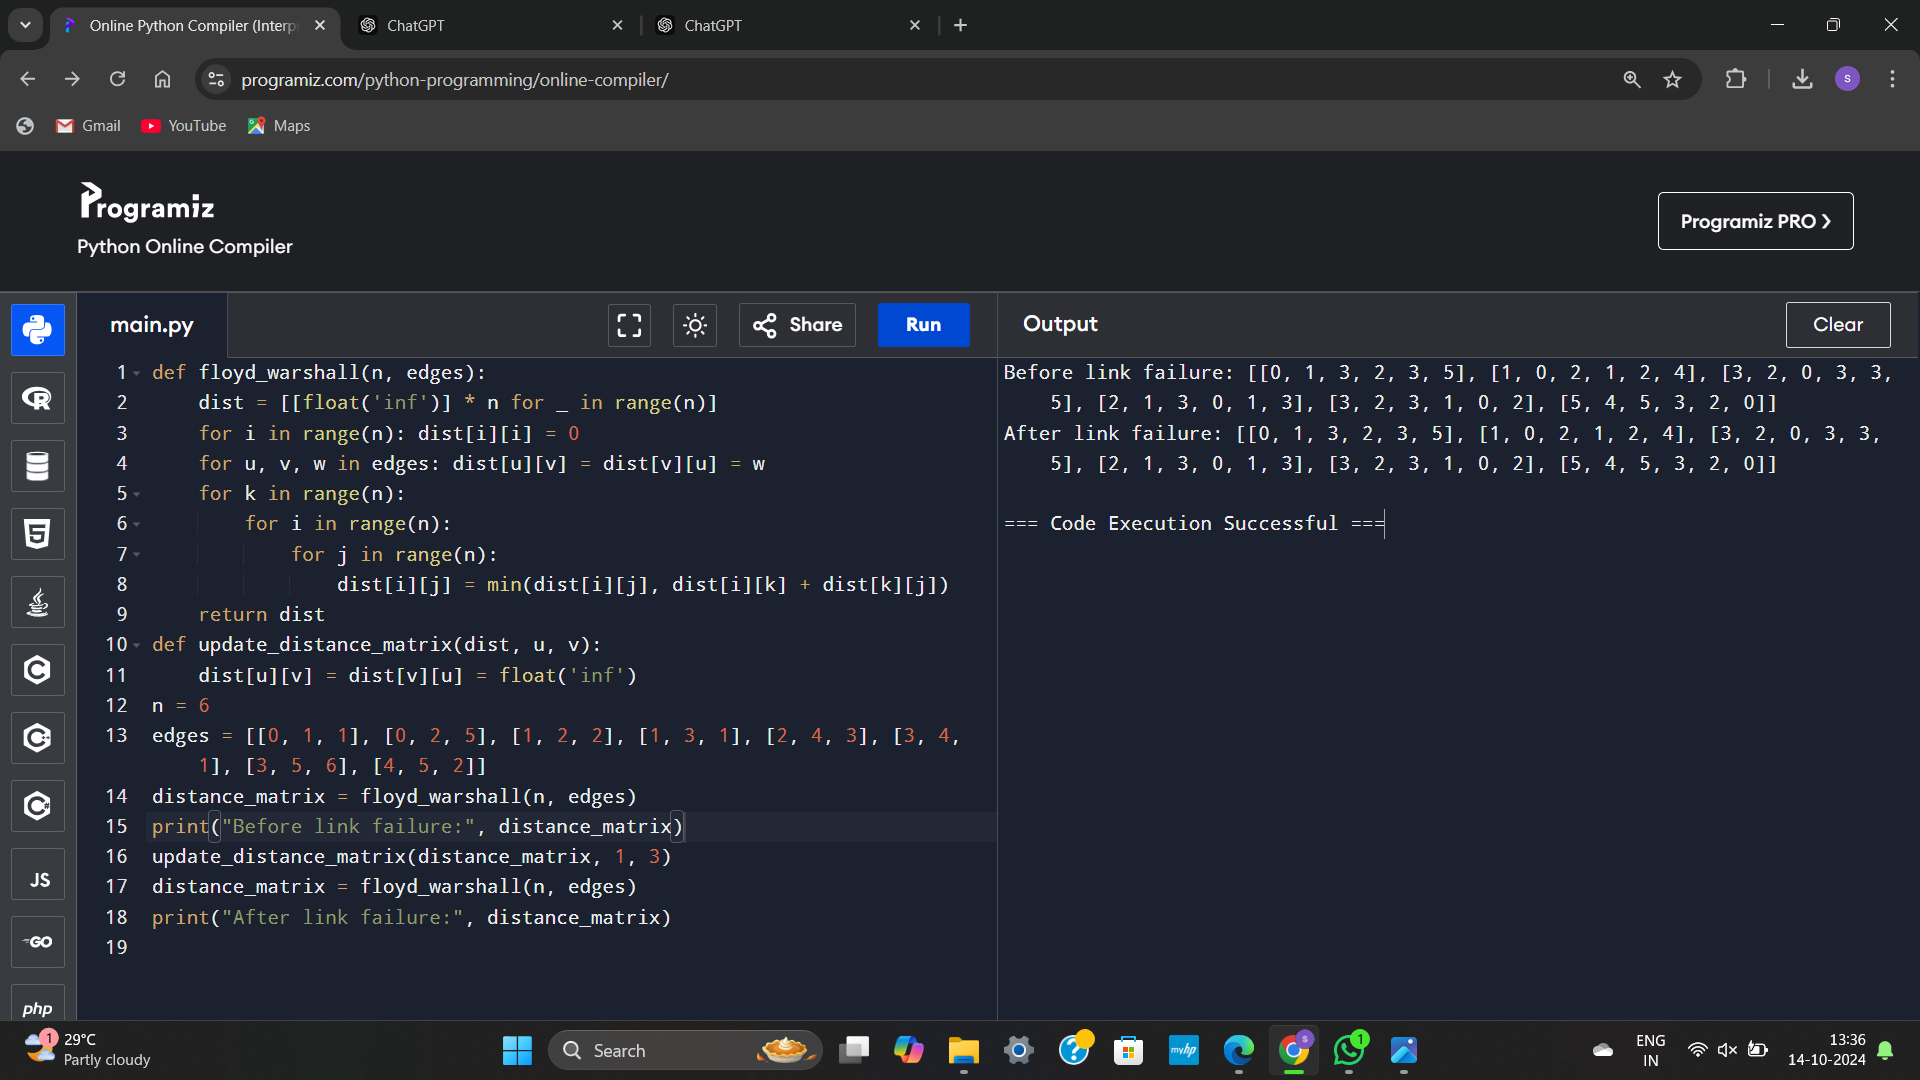 Online Python Compiler (Interp
ChatGPT
ChatGPT
programiz.com/python-programming/online-compiler/
S
Gmail
YouTube
Maps
Programiz
Python Online Compiler
Programiz PRO ❯
main.py
Share
Run
Output
Clear
1 def floyd_warshall(n, edges):
2     dist = [[float('inf')] * n for _ in range(n)]
3     for i in range(n): dist[i][i] = 0
4     for u, v, w in edges: dist[u][v] = dist[v][u] = w
5     for k in range(n):
6         for i in range(n):
7             for j in range(n):
8                 dist[i][j] = min(dist[i][j], dist[i][k] + dist[k][j])
9     return dist
10 def update_distance_matrix(dist, u, v):
11     dist[u][v] = dist[v][u] = float('inf')
12 n = 6
13 edges = [[0, 1, 1], [0, 2, 5], [1, 2, 2], [1, 3, 1], [2, 4, 3], [3, 4,
1], [3, 5, 6], [4, 5, 2]]
14 distance_matrix = floyd_warshall(n, edges)
15 print("Before link failure:", distance_matrix)
16 update_distance_matrix(distance_matrix, 1, 3)
17 distance_matrix = floyd_warshall(n, edges)
18 print("After link failure:", distance_matrix)
19
Before link failure: [[0, 1, 3, 2, 3, 5], [1, 0, 2, 1, 2, 4], [3, 2, 0, 3, 3,
5], [2, 1, 3, 0, 1, 3], [3, 2, 3, 1, 0, 2], [5, 4, 5, 3, 2, 0]]
After link failure: [[0, 1, 3, 2, 3, 5], [1, 0, 2, 1, 2, 4], [3, 2, 0, 3, 3,
5], [2, 1, 3, 0, 1, 3], [3, 2, 3, 1, 0, 2], [5, 4, 5, 3, 2, 0]]
=== Code Execution Successful ===
R
5
C
C
C#
JS
GO
php
1
29°C
Partly cloudy
Search
myhp
S
1
ENG
IN
13:36
14-10-2024